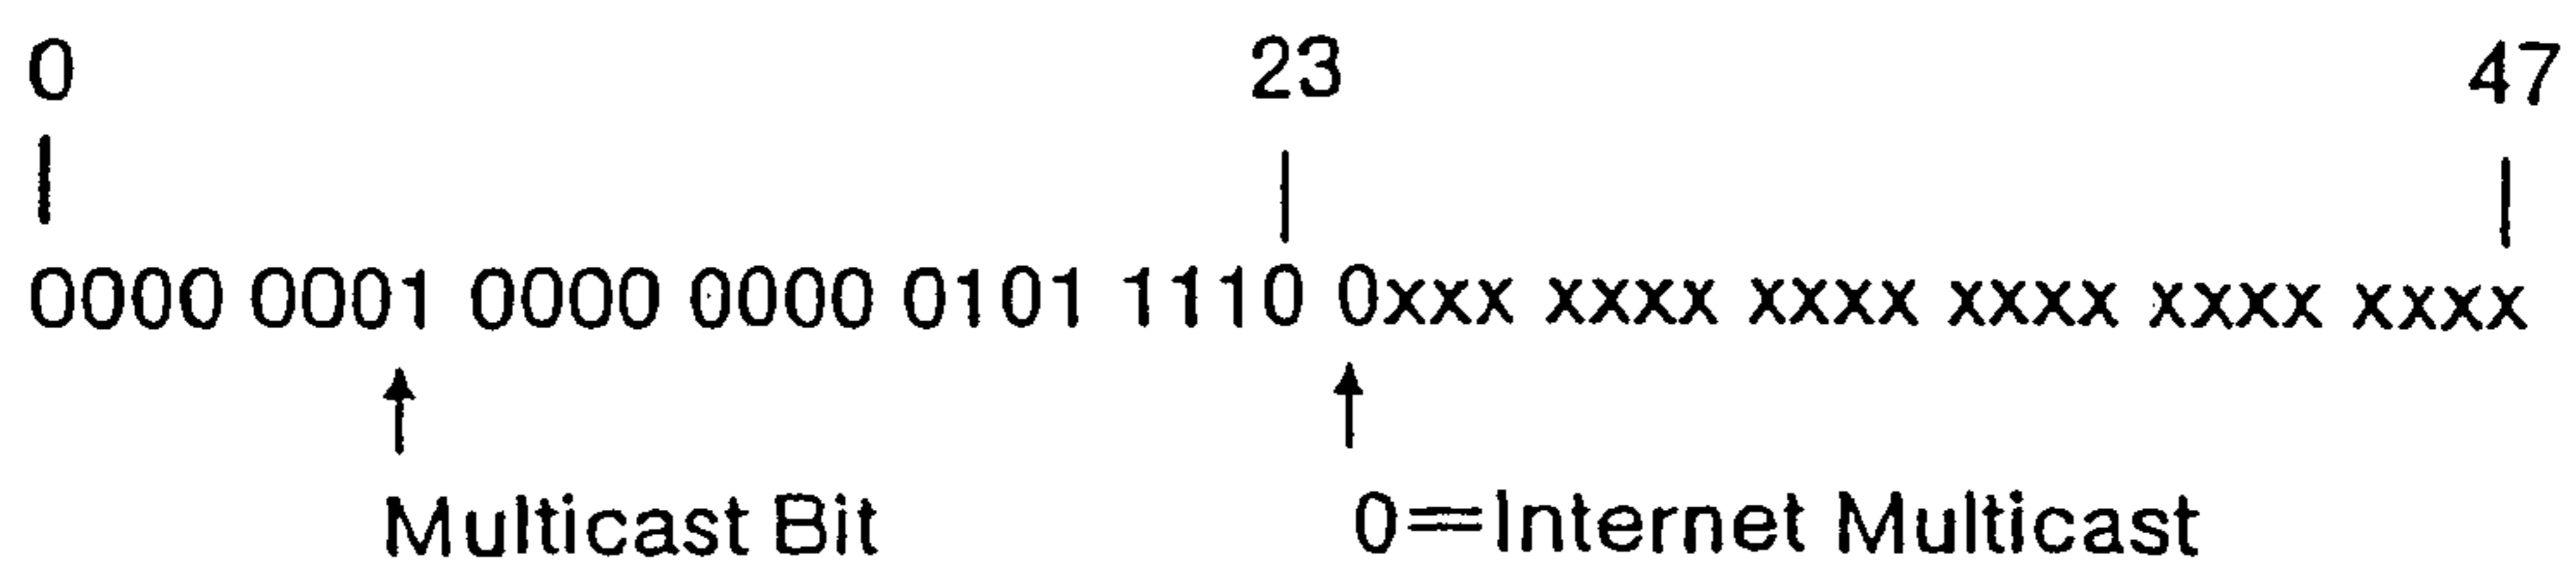 0 23 47
0000 0001 0000 0000 0101 1110 0xxx xxxx xxxx xxxx xxxx xxxx
Multicast Bit 0=Internet Multicast